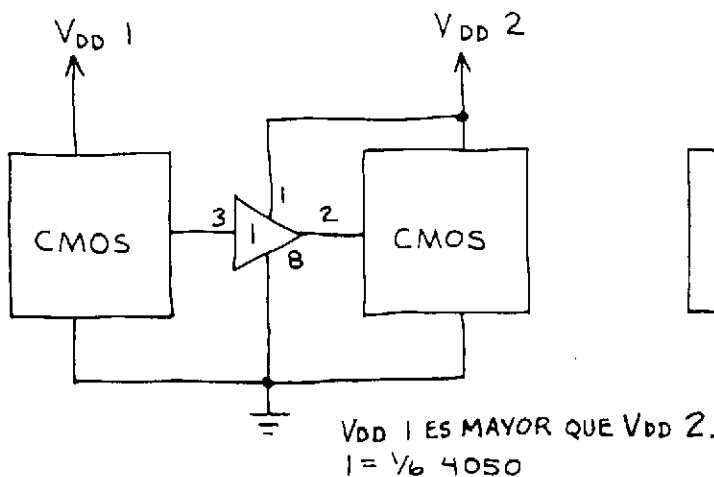 VDD 1
VDD 2
CMOS
3
1
1
8
2
CMOS
VDD 1 ES MAYOR QUE VDD 2.
1 = 1/6 4050